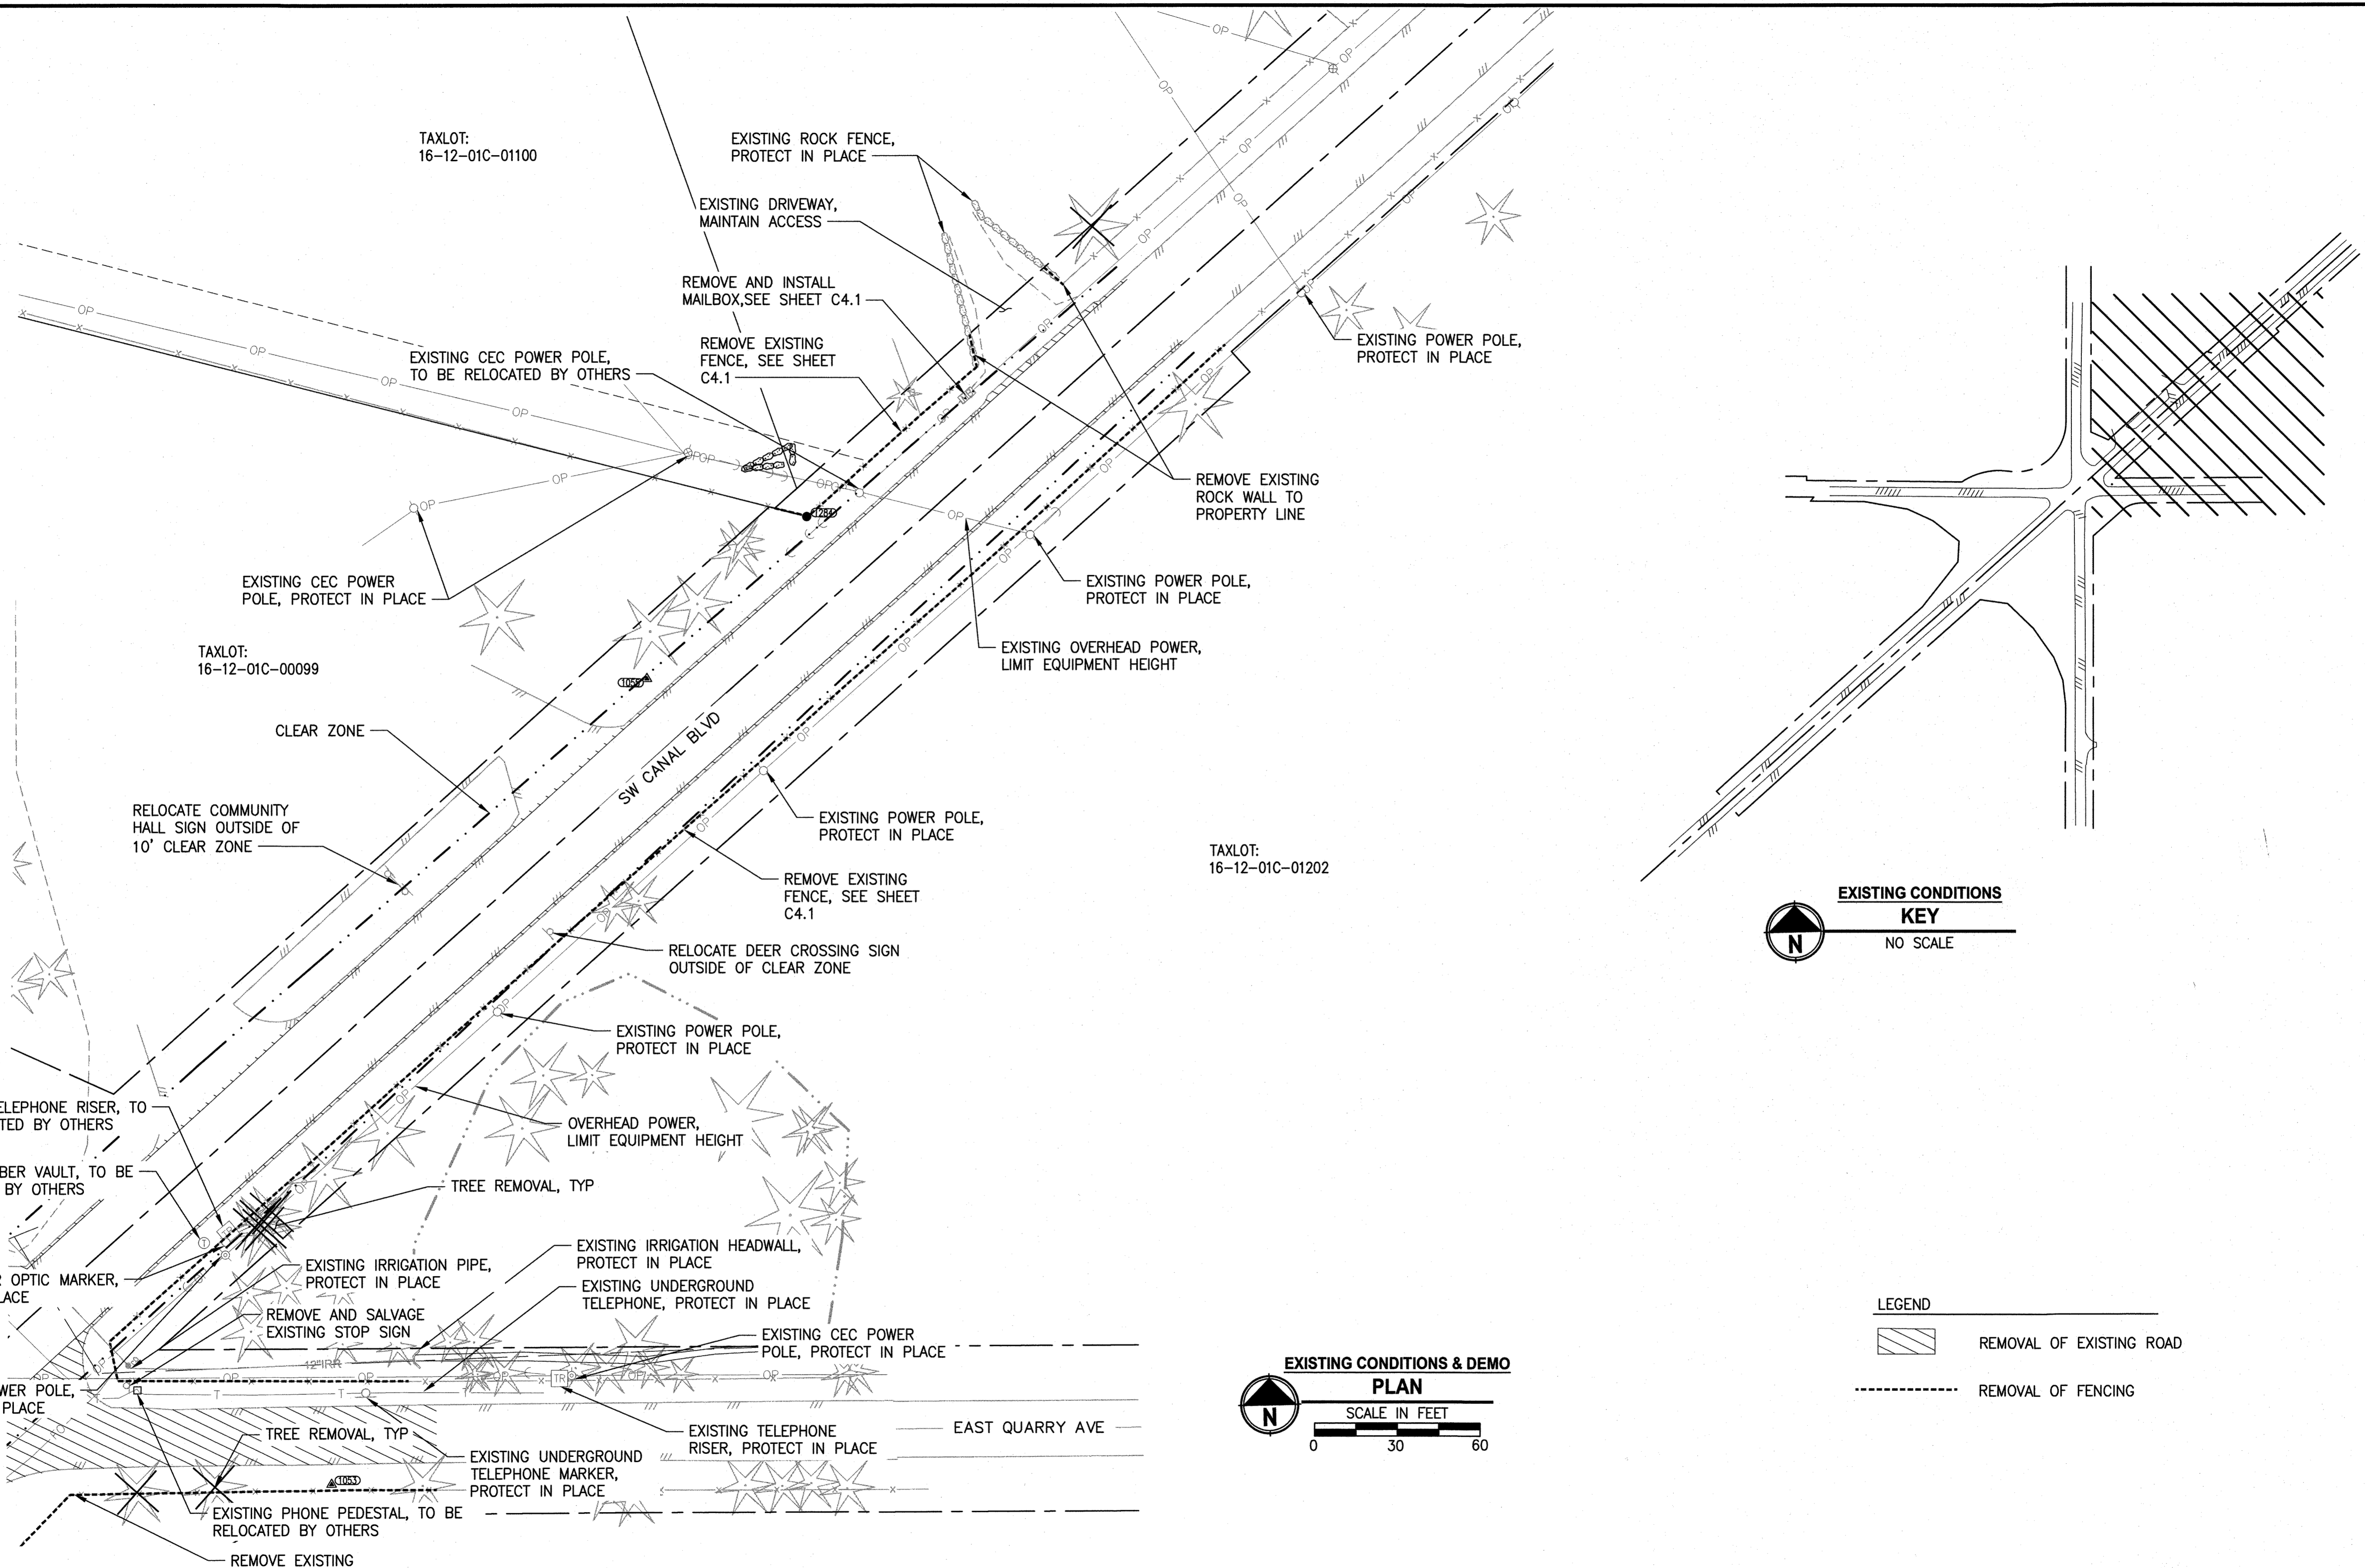 TAXLOT:
16-12-01C-01100
EXISTING ROCK FENCE,
PROTECT IN PLACE
EXISTING DRIVEWAY,
MAINTAIN ACCESS
REMOVE AND INSTALL
MAILBOX,SEE SHEET C4.1
REMOVE EXISTING
FENCE, SEE SHEET
C4.1
EXISTING CEC POWER POLE,
TO BE RELOCATED BY OTHERS
EXISTING POWER POLE,
PROTECT IN PLACE
REMOVE EXISTING
ROCK WALL TO
PROPERTY LINE
1284
EXISTING CEC POWER
POLE, PROTECT IN PLACE
EXISTING POWER POLE,
PROTECT IN PLACE
EXISTING OVERHEAD POWER,
LIMIT EQUIPMENT HEIGHT
TAXLOT:
16-12-01C-00099
1055
CLEAR ZONE
SW CANAL BLVD
RELOCATE COMMUNITY
HALL SIGN OUTSIDE OF
10' CLEAR ZONE
EXISTING POWER POLE,
PROTECT IN PLACE
TAXLOT:
16-12-01C-01202
REMOVE EXISTING
FENCE, SEE SHEET
C4.1
RELOCATE DEER CROSSING SIGN
OUTSIDE OF CLEAR ZONE
EXISTING POWER POLE,
PROTECT IN PLACE
ELEPHONE RISER, TO
TED BY OTHERS
OVERHEAD POWER,
LIMIT EQUIPMENT HEIGHT
BER VAULT, TO BE
BY OTHERS
TREE REMOVAL, TYP
EXISTING IRRIGATION HEADWALL,
PROTECT IN PLACE
R OPTIC MARKER,
LACE
EXISTING IRRIGATION PIPE,
PROTECT IN PLACE
EXISTING UNDERGROUND
TELEPHONE, PROTECT IN PLACE
REMOVE AND SALVAGE
EXISTING STOP SIGN
EXISTING CEC POWER
POLE, PROTECT IN PLACE
12"IRR
TR
WER POLE,
PLACE
TREE REMOVAL, TYP
EXISTING TELEPHONE
RISER, PROTECT IN PLACE
EAST QUARRY AVE
EXISTING UNDERGROUND
TELEPHONE MARKER,
PROTECT IN PLACE
1053
EXISTING PHONE PEDESTAL, TO BE
RELOCATED BY OTHERS
REMOVE EXISTING
EXISTING CONDITIONS
KEY
NO SCALE
N
EXISTING CONDITIONS & DEMO
PLAN
SCALE IN FEET
0 30 60
N
LEGEND
REMOVAL OF EXISTING ROAD
REMOVAL OF FENCING